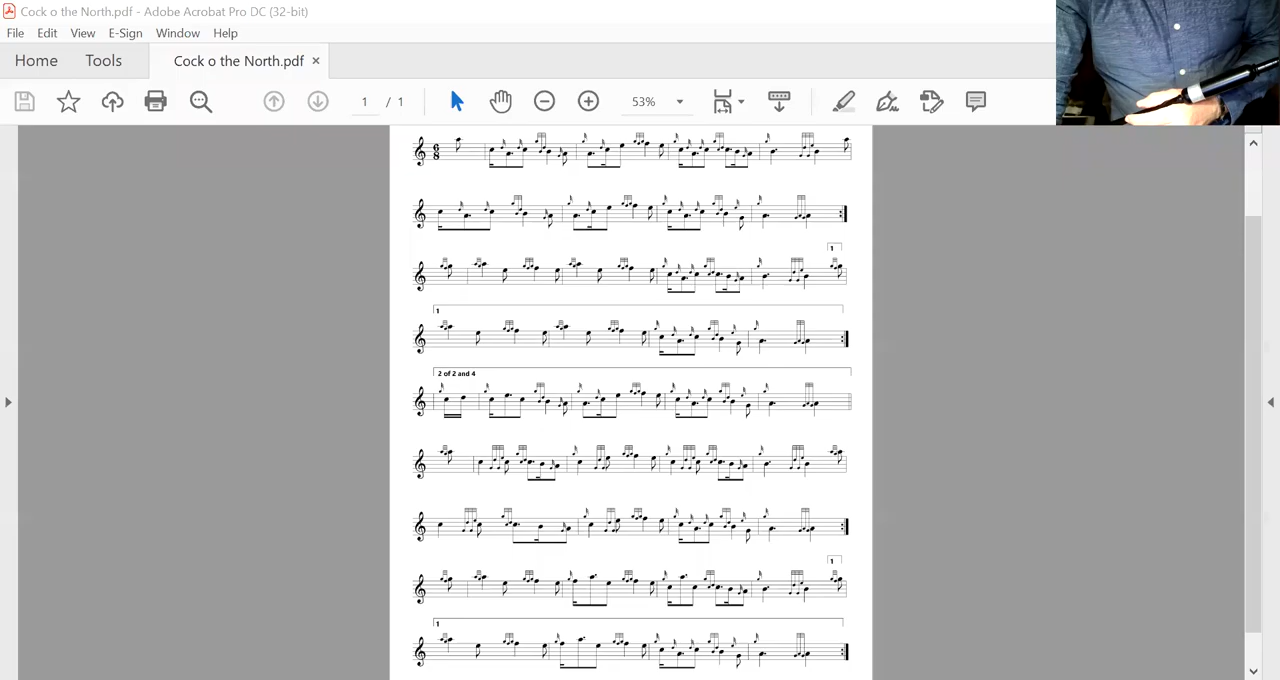 Cock o the North.pdf - Adobe Acrobat Pro DC (32-bit)
File Edit View E-Sign Window Help
Home Tools Cock o the North.pdf ×
1 / 1 53%
6
8
1
1
2 of 2 and 4
1
1